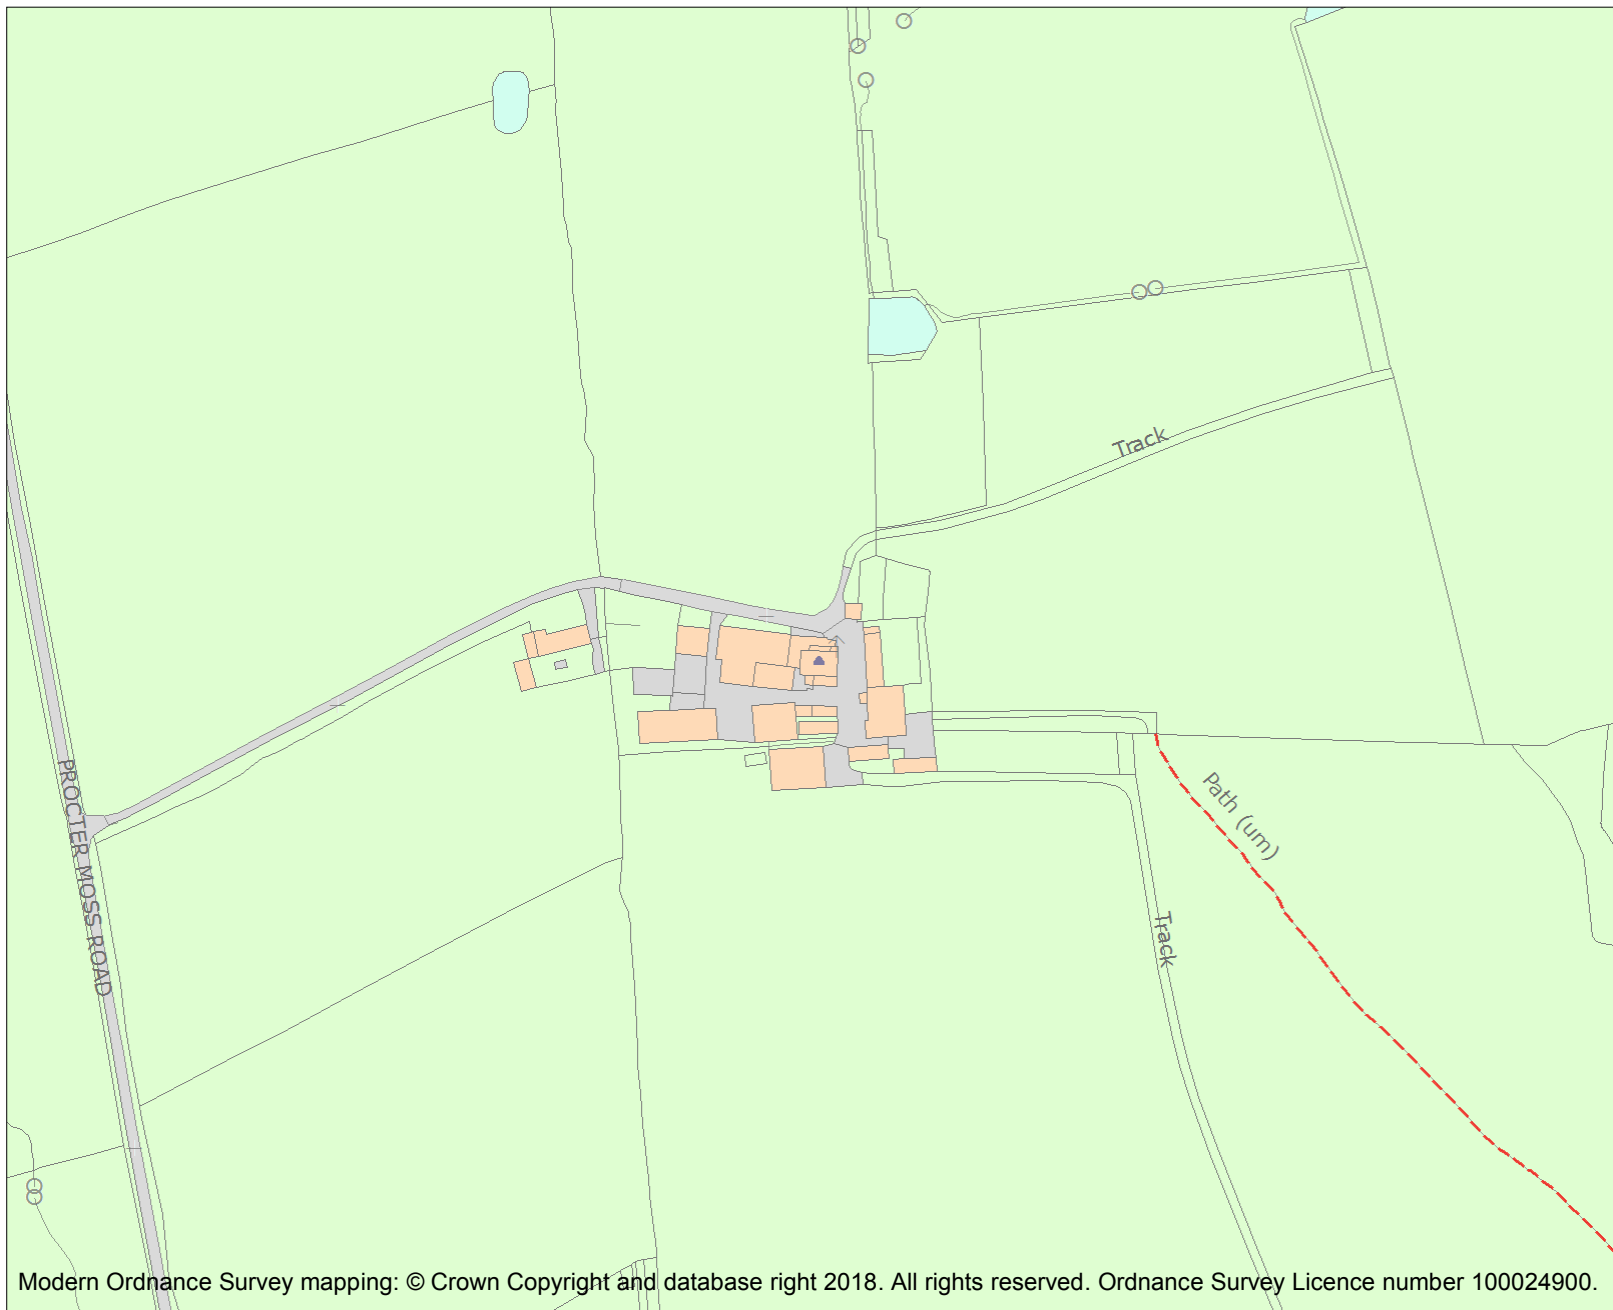 Track
PROCTER MOSS ROAD
Path (um)
Track
Modern Ordnance Survey mapping: © Crown Copyright and database right 2018. All rights reserved. Ordnance Survey Licence number 100024900.